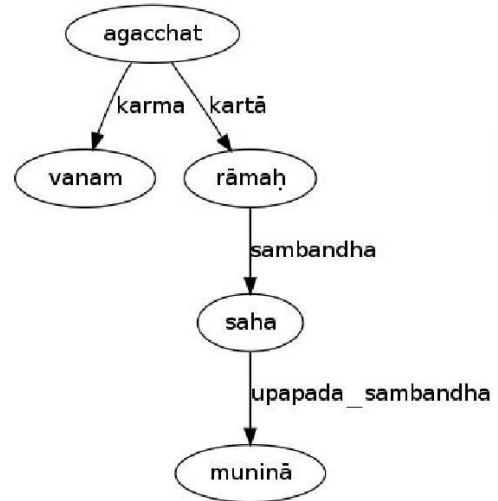 agacchat
karma kartā
vanam rāmaḥ
sambandha
saha
upapada_sambandha
muninā